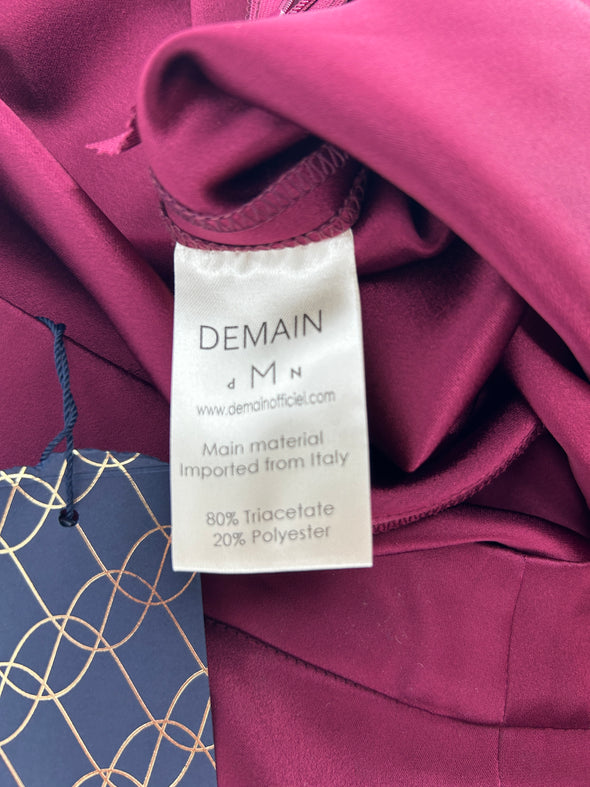 DEMAIN
d M N
www.demainofficiel.com
Main material
Imported from Italy
80% Triacetate
20% Polyester